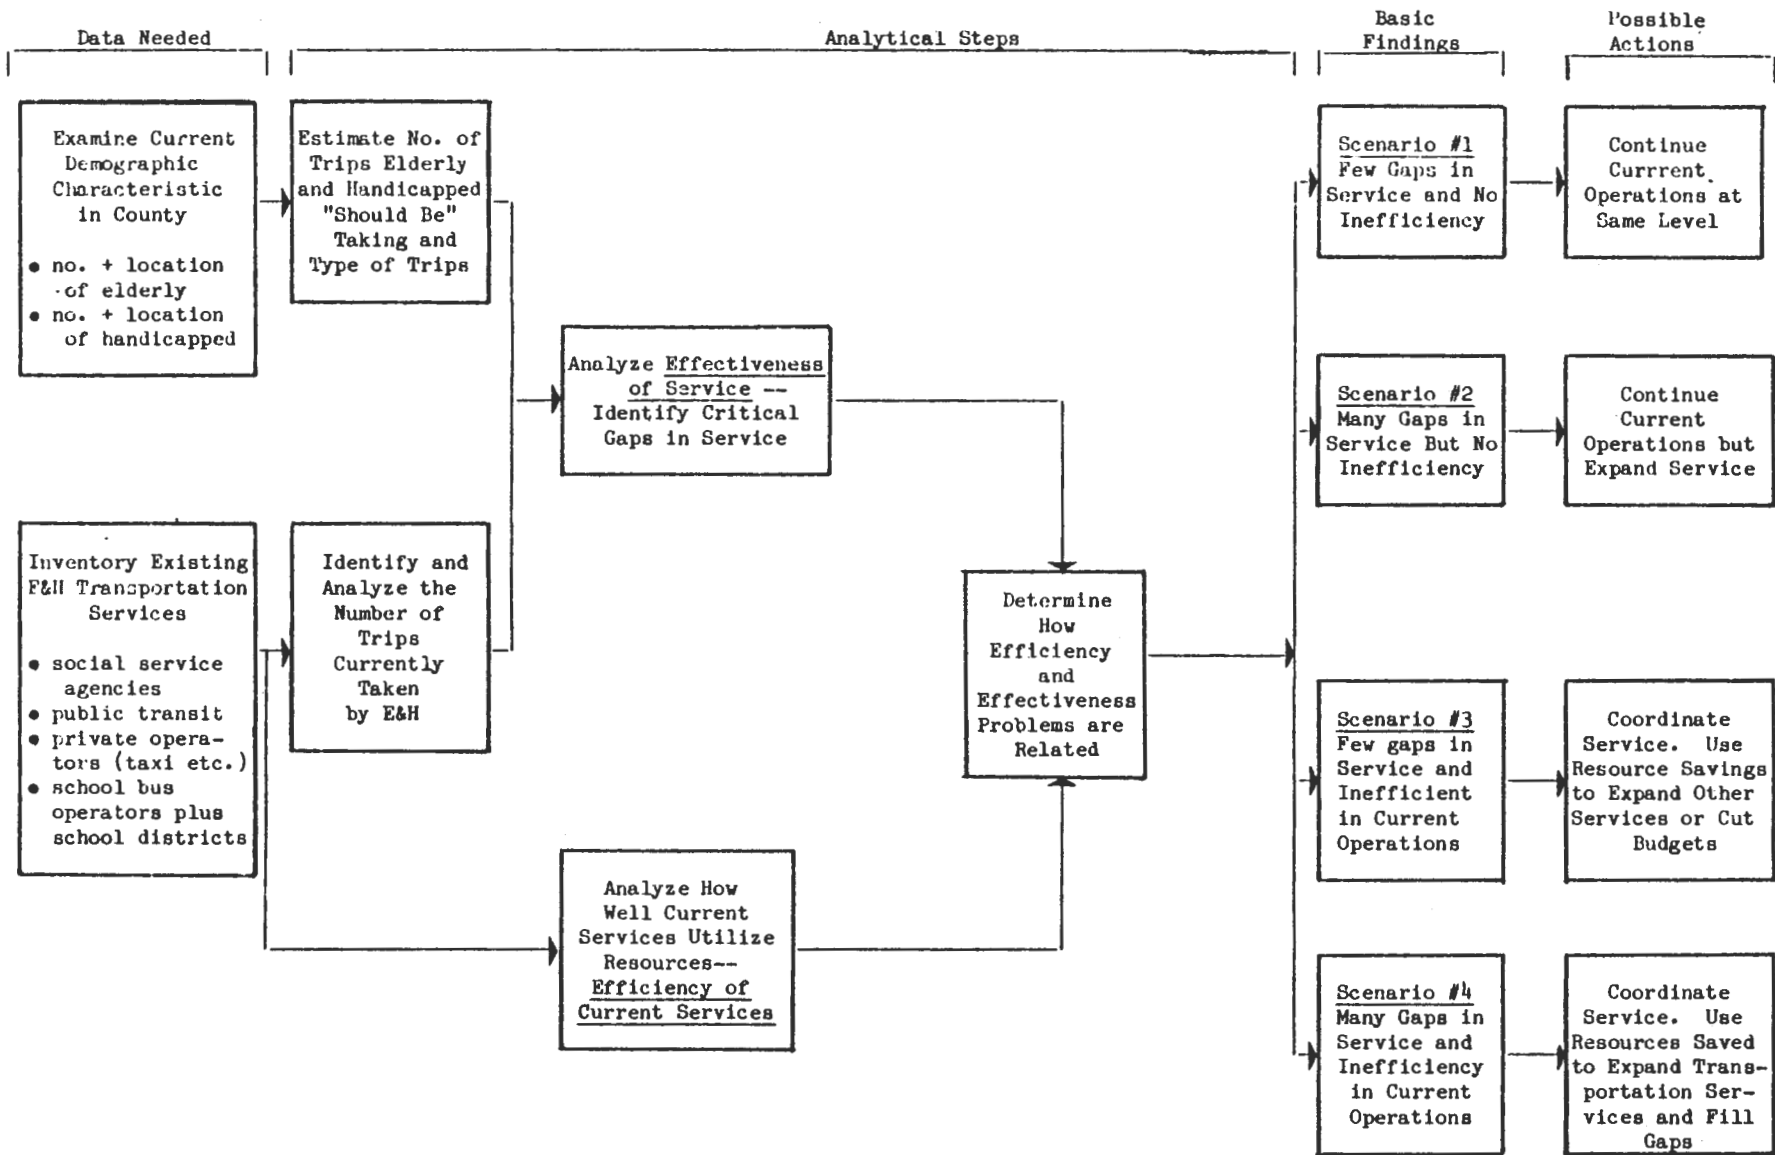 Data Needed
Analytical Steps
Basic
Findings
Possible
Actions
Examine Current
Demographic
Characteristic
in County
• no. + location
of elderly
• no. + location
of handicapped
Estimate No. of
Trips Elderly
and Handicapped
"Should Be"
Taking and
Type of Trips
Analyze Effectiveness
of Service --
Identify Critical
Gaps in Service
Inventory Existing
E&H Transportation
Services
• social service
agencies
• public transit
• private opera-
tors (taxi etc.)
• school bus
operators plus
school districts
Identify and
Analyze the
Number of
Trips
Currently
Taken
by E&H
Analyze How
Well Current
Services Utilize
Resources--
Efficiency of
Current Services
Determine
How
Efficiency
and
Effectiveness
Problems are
Related
Scenario #1
Few Gaps in
Service and No
Inefficiency
Continue
Currrent
Operations at
Same Level
Scenario #2
Many Gaps in
Service But No
Inefficiency
Continue
Current
Operations but
Expand Service
Scenario #3
Few gaps in
Service and
Inefficient
in Current
Operations
Coordinate
Service. Use
Resource Savings
to Expand Other
Services or Cut
Budgets
Scenario #4
Many Gaps in
Service and
Inefficiency
in Current
Operations
Coordinate
Service. Use
Resources Saved
to Expand Trans-
portation Ser-
vices and Fill
Gaps